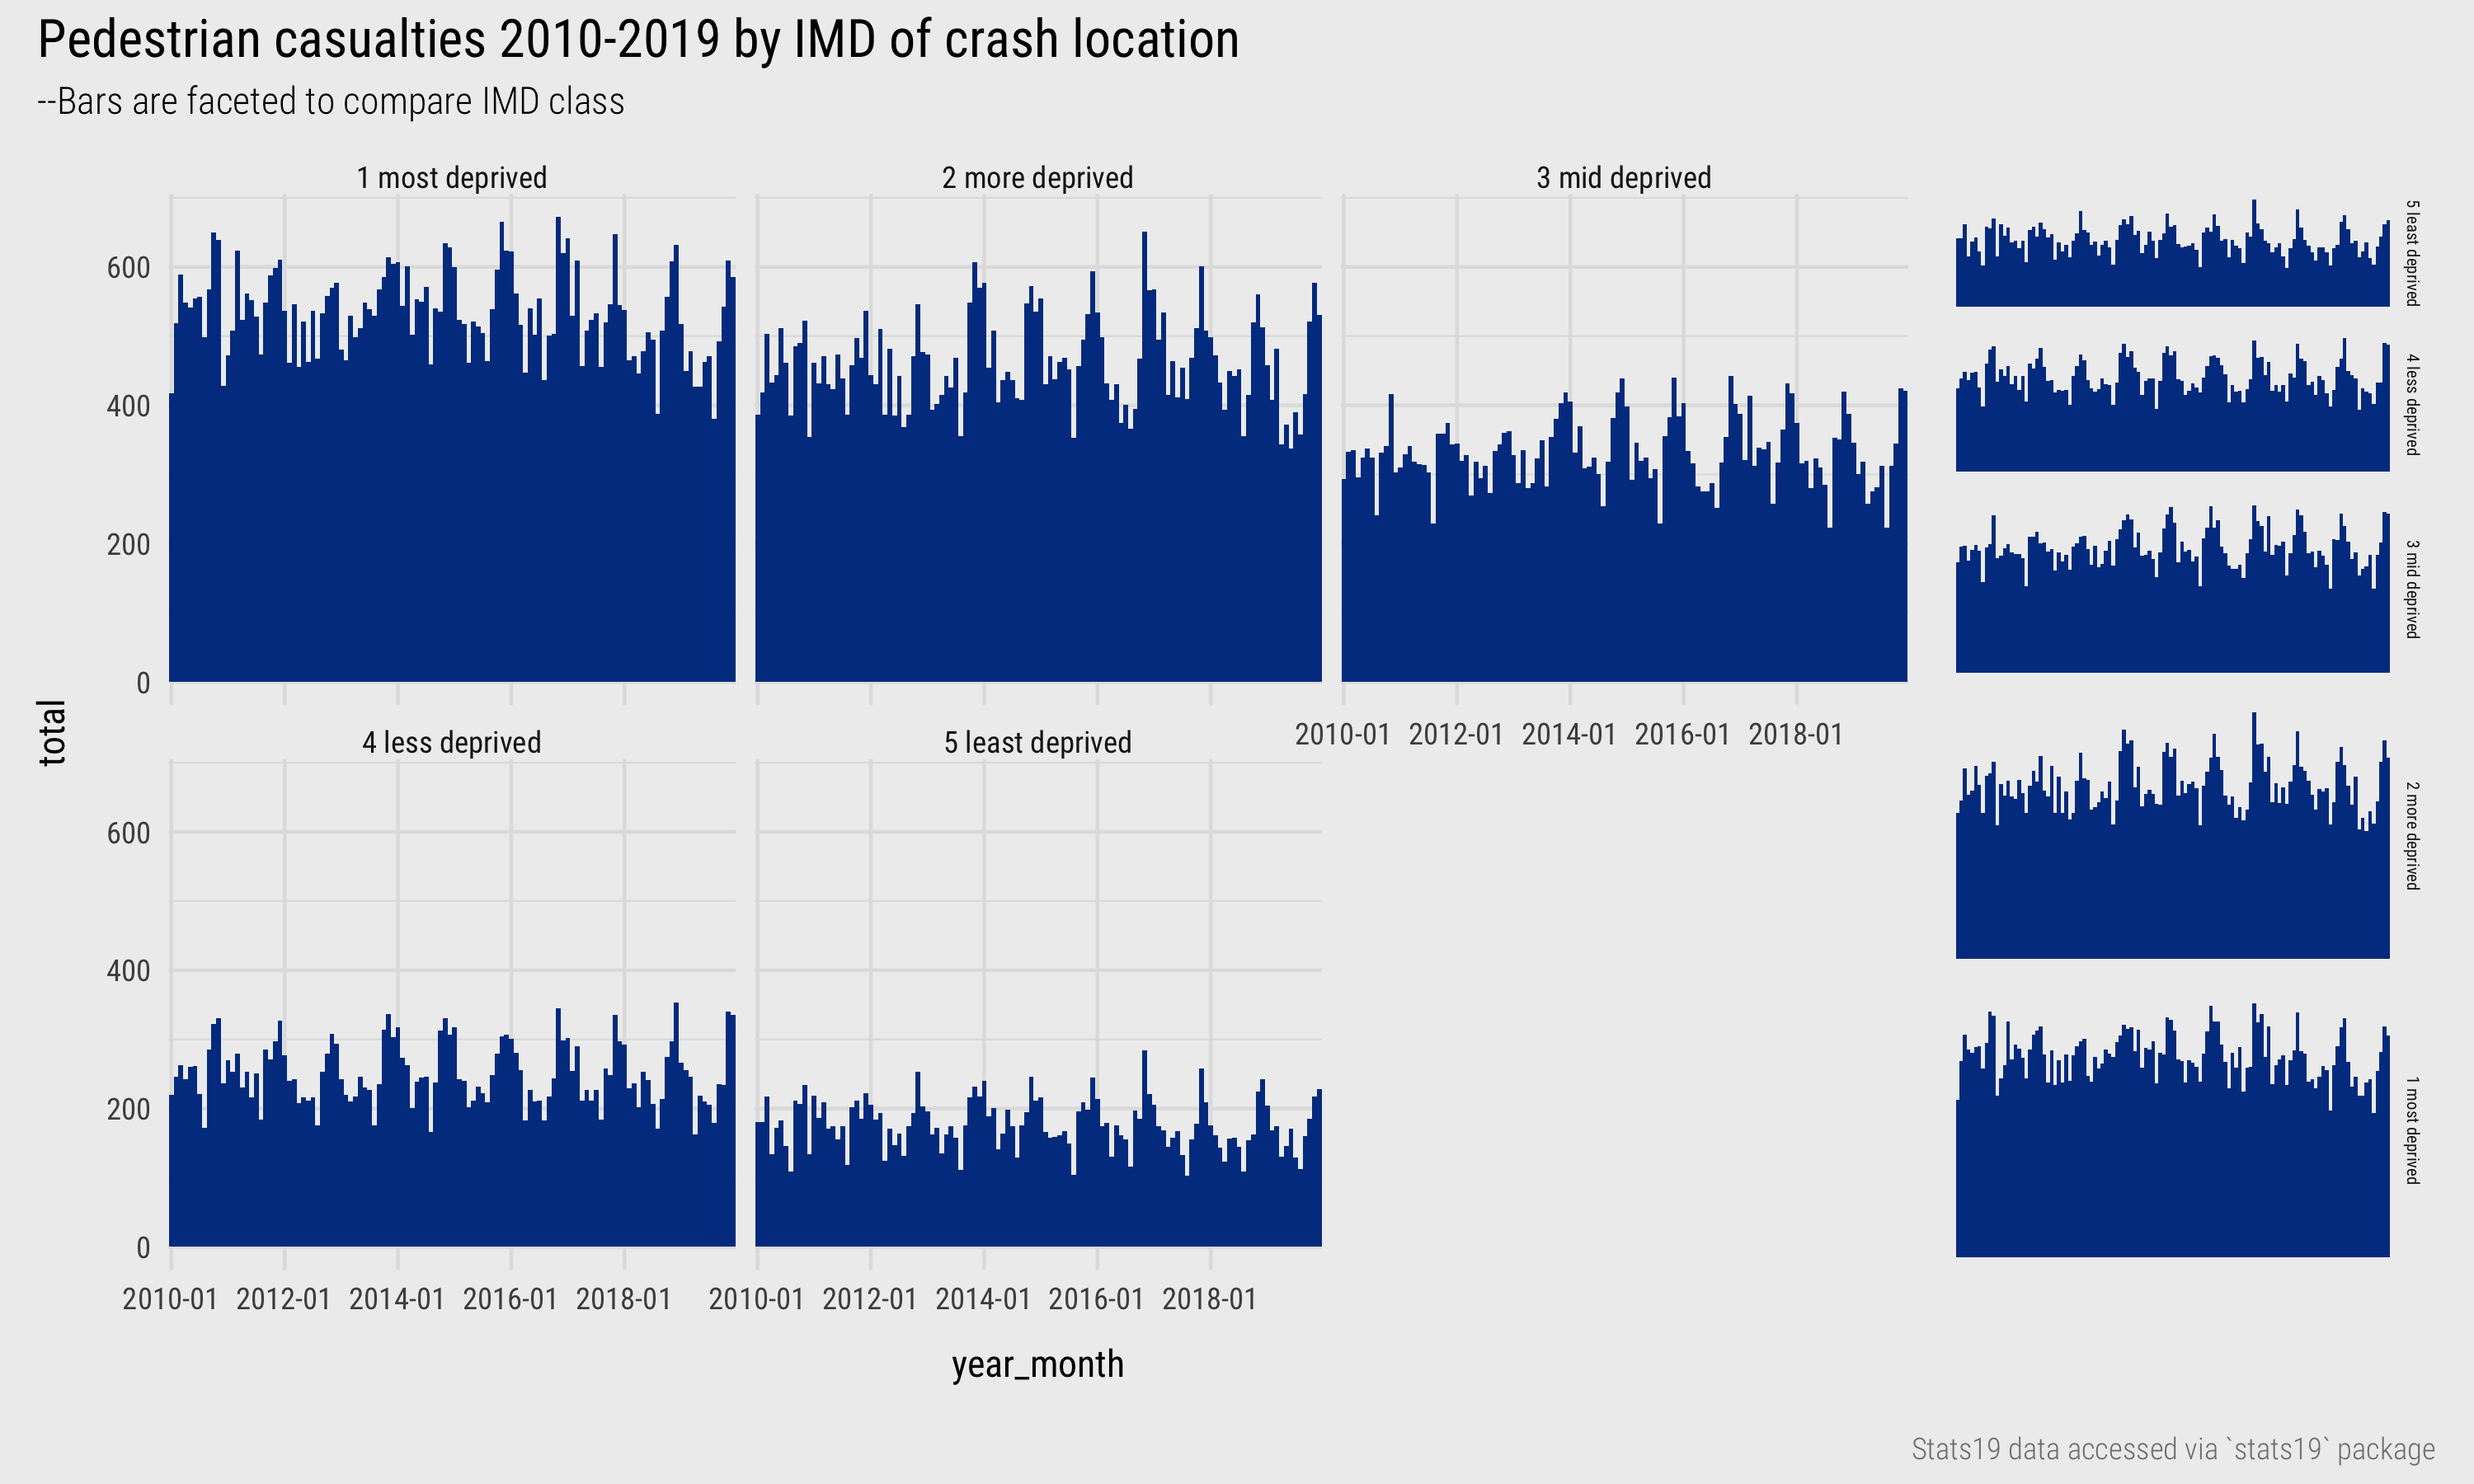 Pedestrian casualties 2010-2019 by IMD of crash location
--Bars are faceted to compare IMD class
1 most deprived
2 more deprived
3 mid deprived
600
400
200
0
2010-01 2012-01 2014-01 2016-01 2018-01
total
4 less deprived
5 least deprived
600
400
200
0
2010-01 2012-01 2014-01 2016-01 2018-01
2010-01 2012-01 2014-01 2016-01 2018-01
year_month
5 least deprived
4 less deprived
3 mid deprived
2 more deprived
1 most deprived
Stats19 data accessed via `stats19` package